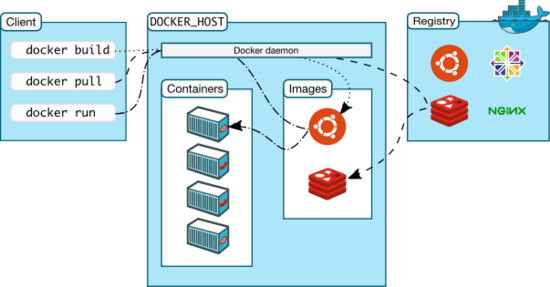 Client
docker build
docker pull
docker run
DOCKER_HOST
Docker daemon
Containers
Images
Registry
NGINX